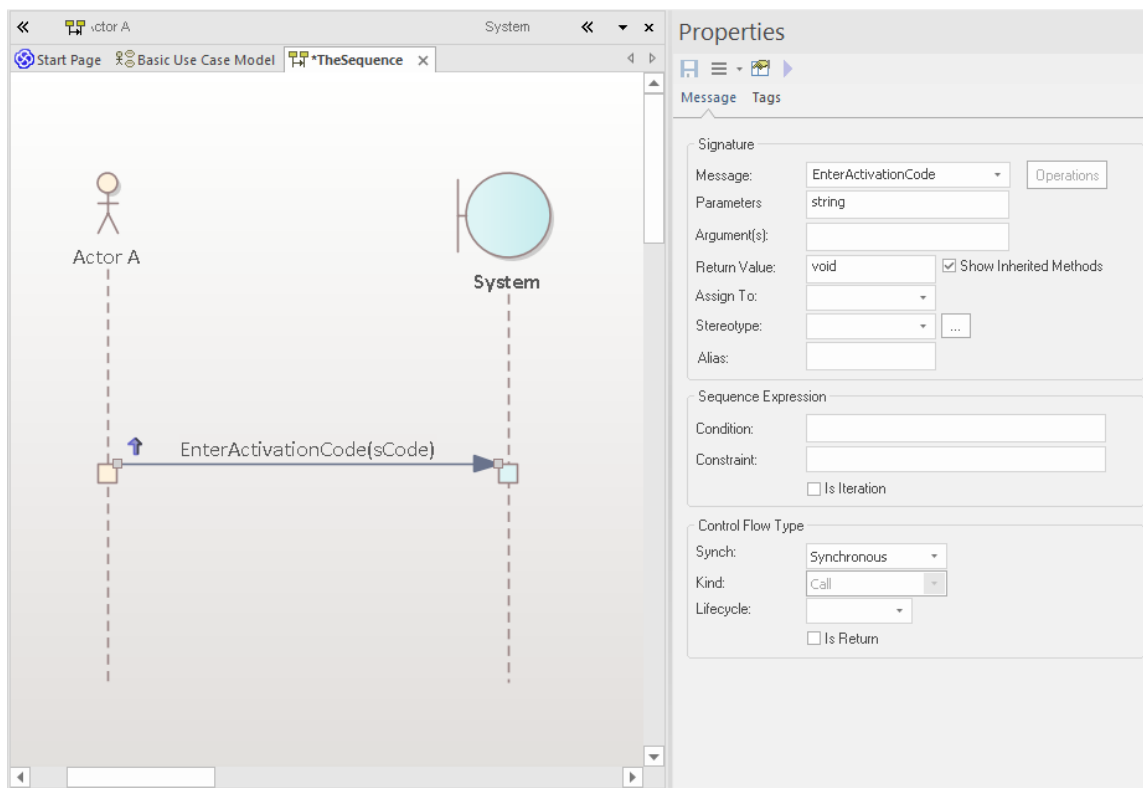 ctor A System
Start Page Basic Use Case Model *TheSequence
Actor A
System
EnterActivationCode(sCode)
Properties
Message Tags
Signature
Message: EnterActivationCode Operations
Parameters string
Argument(s):
Return Value: void Show Inherited Methods
Assign To:
Stereotype: ...
Alias:
Sequence Expression
Condition:
Constraint:
Is Iteration
Control Flow Type
Synch: Synchronous
Kind: Call
Lifecycle:
Is Return